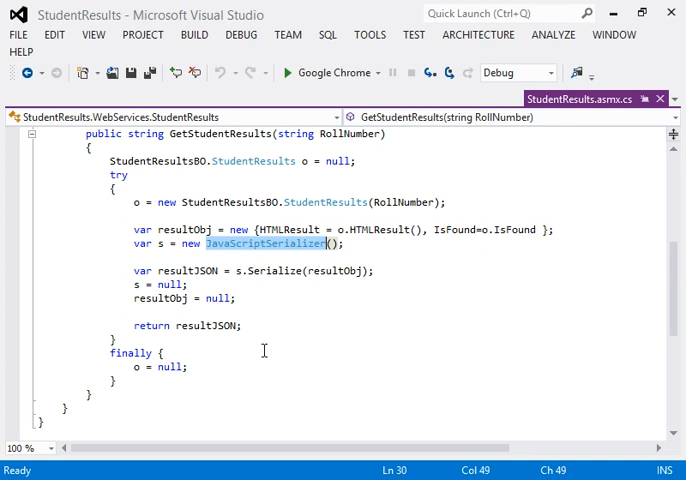 StudentResults - Microsoft Visual Studio
Quick Launch (Ctrl+Q)
FILE EDIT VIEW PROJECT BUILD DEBUG TEAM SQL TOOLS TEST ARCHITECTURE ANALYZE WINDOW
HELP
Google Chrome
Debug
StudentResults.asmx.cs
StudentResults.WebServices.StudentResults
GetStudentResults(string RollNumber)
public string GetStudentResults(string RollNumber)
{
StudentResultsBO.StudentResults o = null;
try
{
o = new StudentResultsBO.StudentResults(RollNumber);
var resultObj = new {HTMLResult = o.HTMLResult(), IsFound=o.IsFound };
var s = new JavaScriptSerializer();
var resultJSON = s.Serialize(resultObj);
s = null;
resultObj = null;
return resultJSON;
}
finally {
o = null;
}
}
}
}
100 %
Ready
Ln 30
Col 49
Ch 49
INS